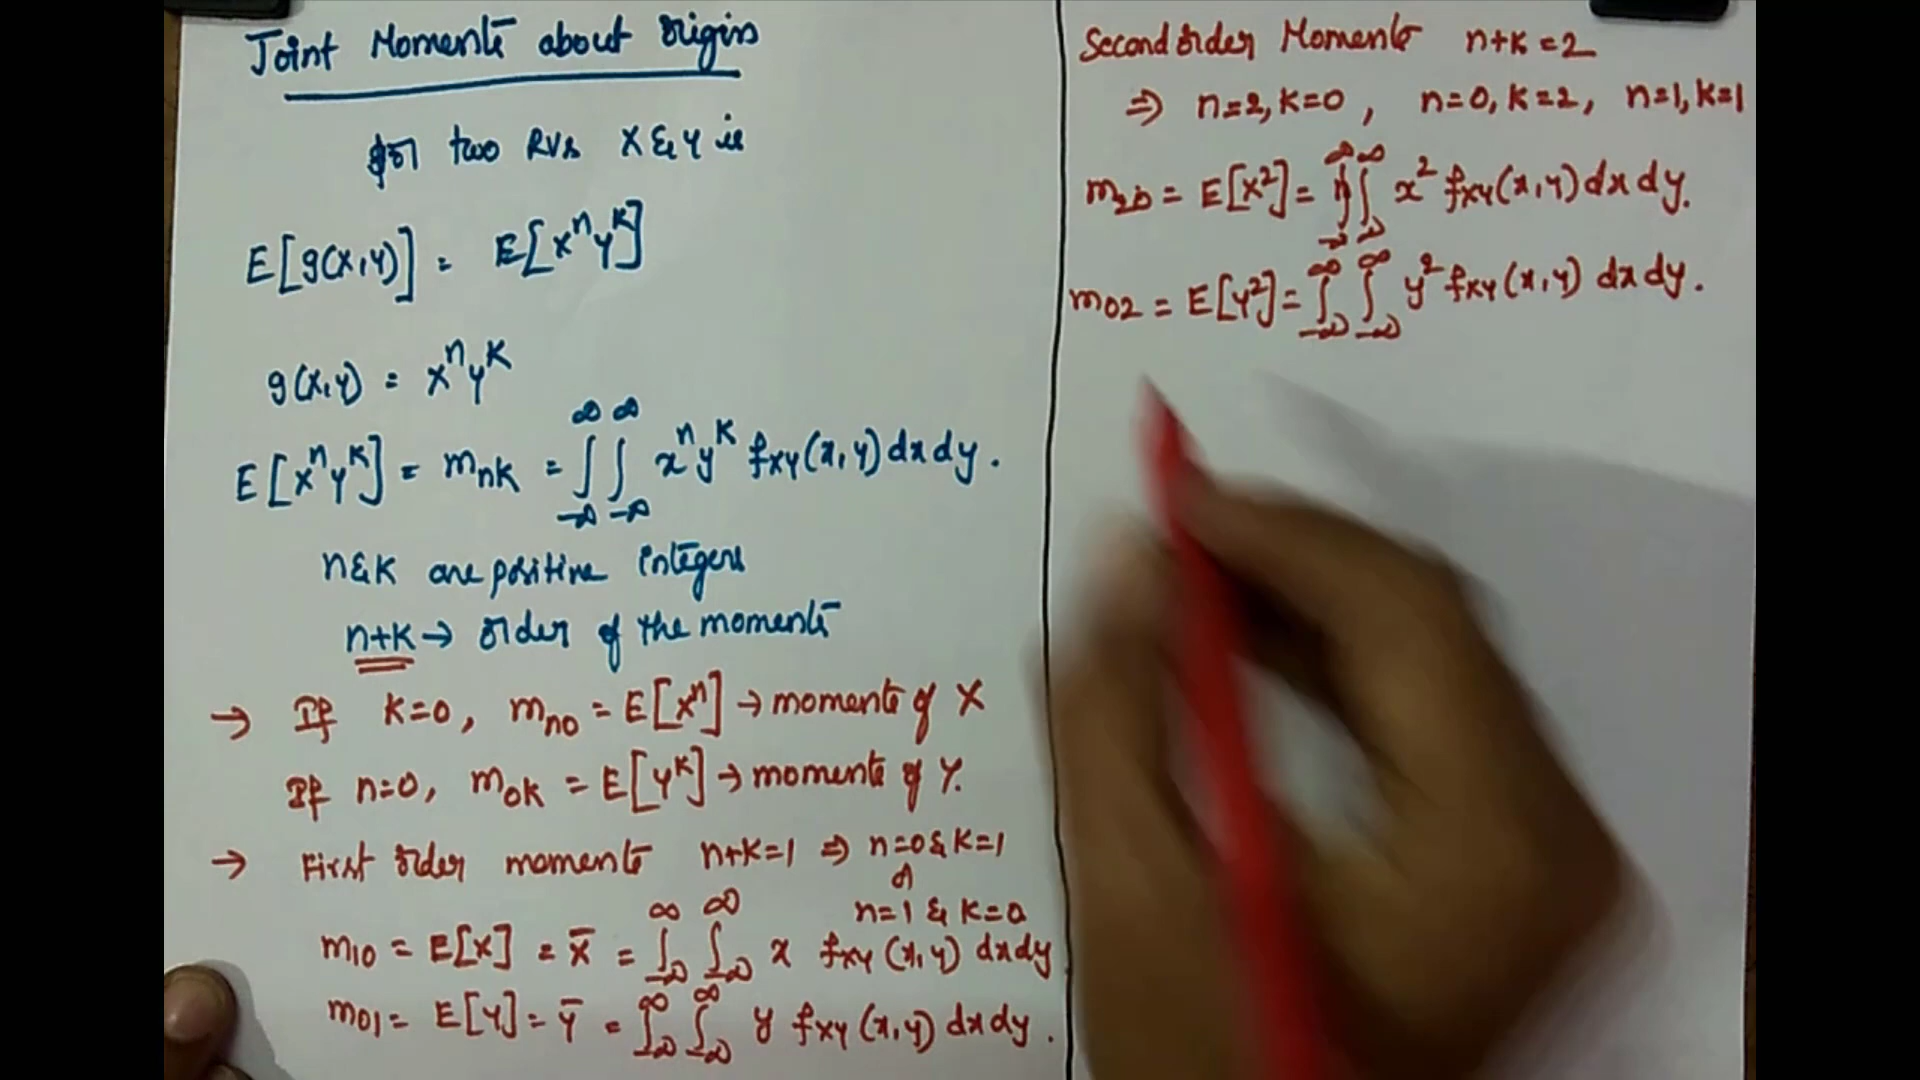 Joint Moments about origin
for two RVs X & Y is
E[g(X,Y)] = E[X^n Y^K]
g(X,Y) = X^n Y^K
E[X^n Y^K] = m_nK = ∫_{-∞}^{∞} ∫_{-∞}^{∞} x^n y^K f_XY(x,y) dx dy.
n & K are positive integers
n+K → order of the moments
→ If K=0, m_n0 = E[X^n] → moments of X
If n=0, m_0K = E[Y^K] → moments of Y.
→ First order moments n+K=1 ⇒ n=0 & K=1
or
n=1 & K=0
m_10 = E[X] = X̄ = ∫_{-∞}^{∞} ∫_{-∞}^{∞} x f_XY(x,y) dx dy
m_01 = E[Y] = Ȳ = ∫_{-∞}^{∞} ∫_{-∞}^{∞} y f_XY(x,y) dx dy.
Second order Moments n+K=2
⇒ n=2, K=0, n=0, K=2, n=1, K=1
m_20 = E[X^2] = ∫_{-∞}^{∞} ∫_{-∞}^{∞} x^2 f_XY(x,y) dx dy.
m_02 = E[Y^2] = ∫_{-∞}^{∞} ∫_{-∞}^{∞} y^2 f_XY(x,y) dx dy.